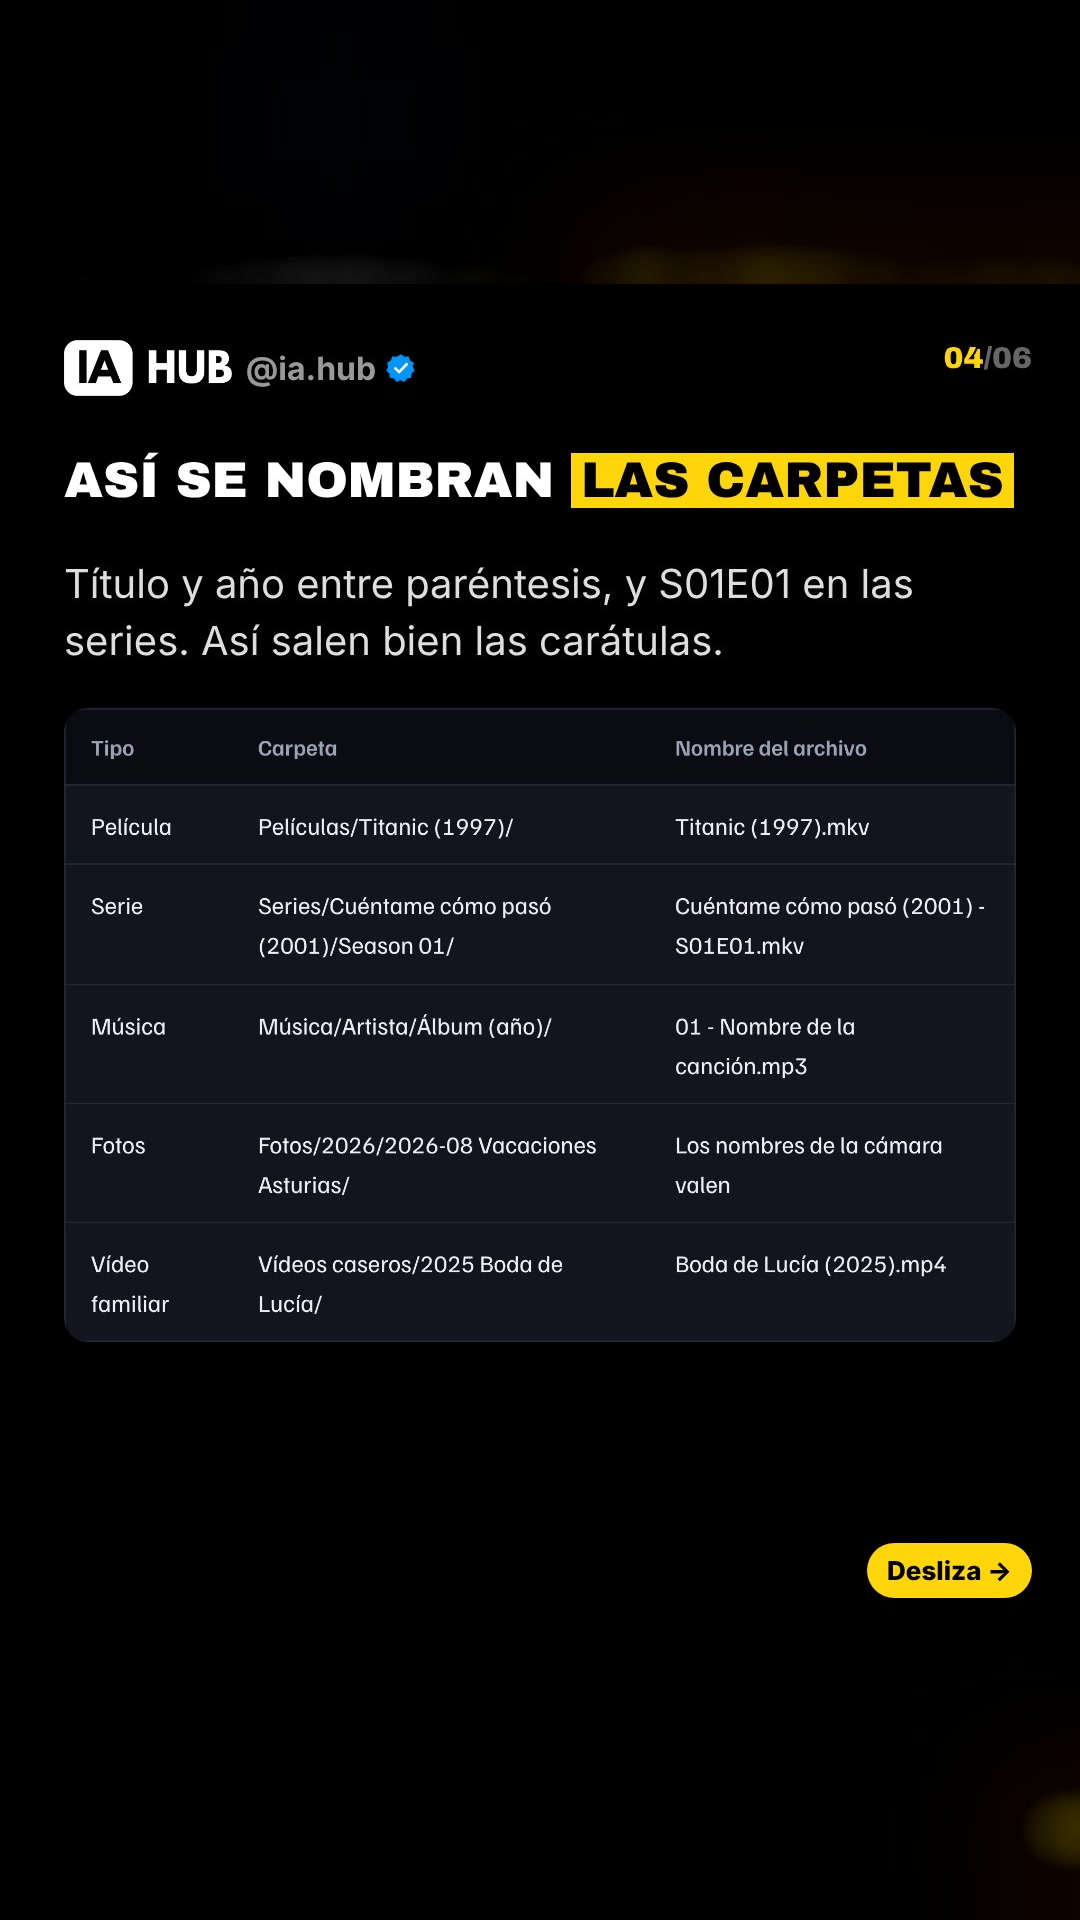 IA HUB @ia.hub
04/06
ASÍ SE NOMBRAN LAS CARPETAS
Título y año entre paréntesis, y S01E01 en las
series. Así salen bien las carátulas.
Tipo Carpeta Nombre del archivo
Película Películas/Titanic (1997)/ Titanic (1997).mkv
Serie Series/Cuéntame cómo pasó Cuéntame cómo pasó (2001) -
(2001)/Season 01/ S01E01.mkv
Música Música/Artista/Álbum (año)/ 01 - Nombre de la
canción.mp3
Fotos Fotos/2026/2026-08 Vacaciones Los nombres de la cámara
Asturias/ valen
Vídeo Vídeos caseros/2025 Boda de Boda de Lucía (2025).mp4
familiar Lucía/
Desliza →